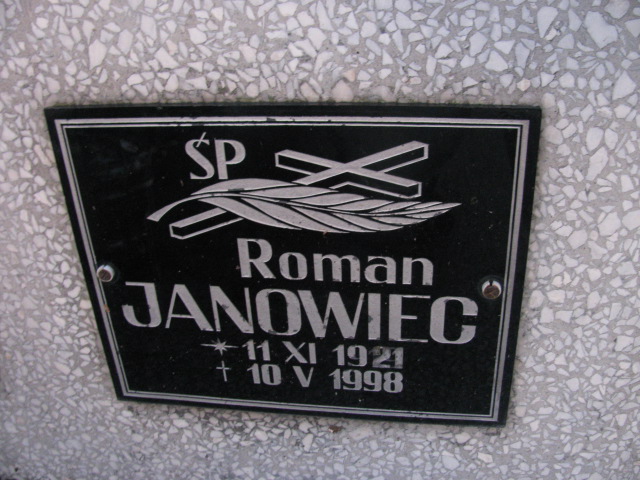 ŚP
Roman
JANOWIEC
* 11 XI 1921
† 10 V 1998